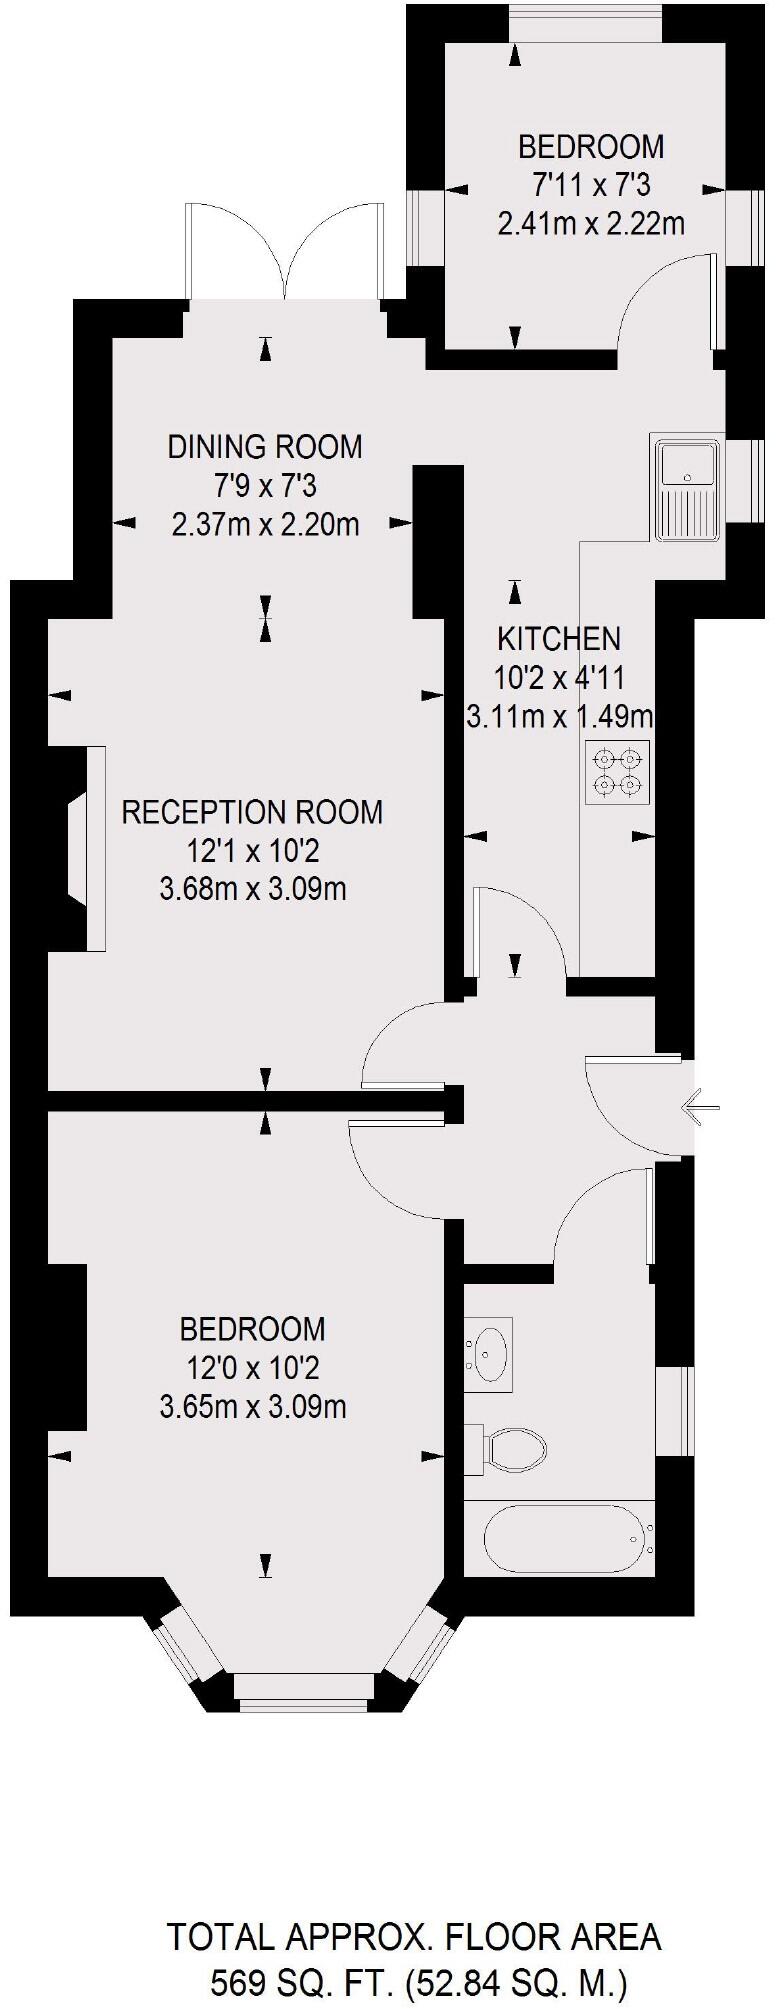 BEDROOM
7'11 x 7'3
2.41m x 2.22m
DINING ROOM
7'9 x 7'3
2.37m x 2.20m
KITCHEN
10'2 x 4'11
3.11m x 1.49m
RECEPTION ROOM
12'1 x 10'2
3.68m x 3.09m
BEDROOM
12'0 x 10'2
3.65m x 3.09m
TOTAL APPROX. FLOOR AREA
569 SQ. FT. (52.84 SQ. M.)